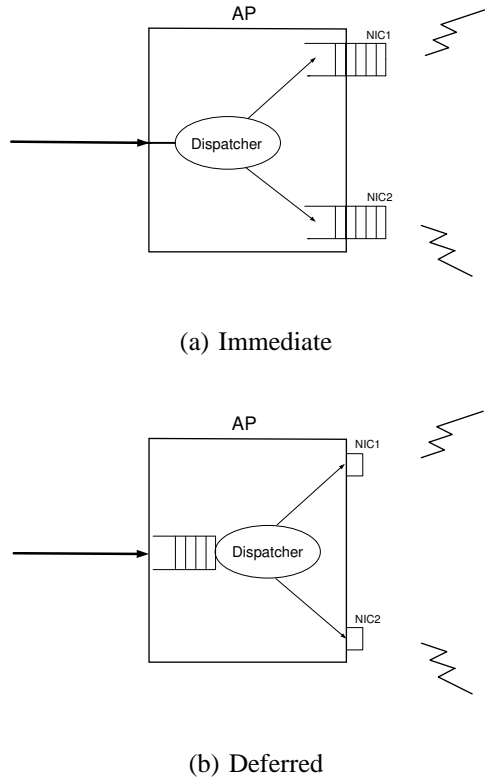 AP
NIC1
Dispatcher
NIC2
(a) Immediate
AP
NIC1
Dispatcher
NIC2
(b) Deferred